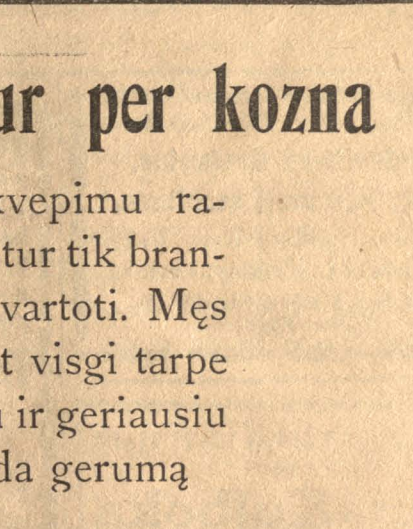 ur per kozna
kvepimu ra-
tur tik bran-
vartoti. Męs
t visgi tarpe
ir geriausiu
da gerumą